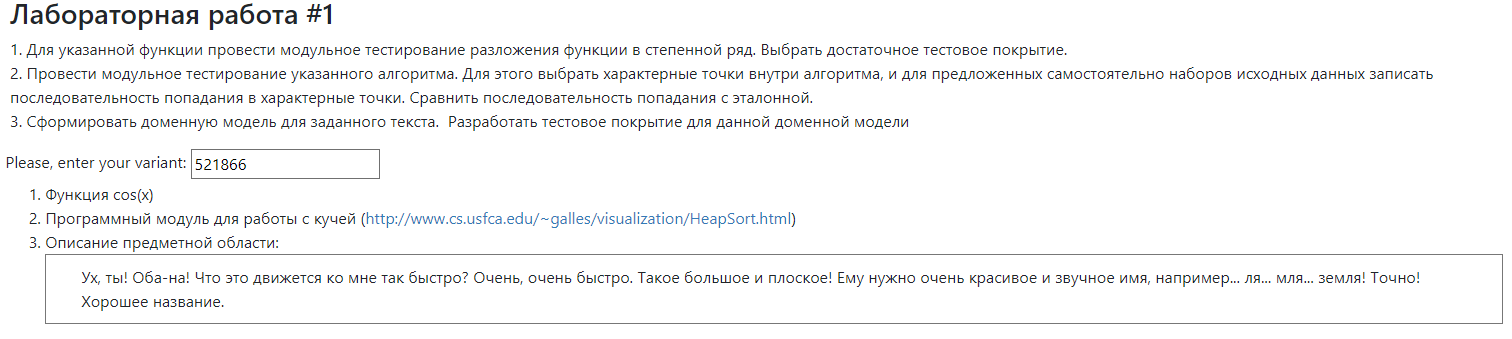 Лабораторная работа #1
1. Для указанной функции провести модульное тестирование разложения функции в степенной ряд. Выбрать достаточное тестовое покрытие.
2. Провести модульное тестирование указанного алгоритма. Для этого выбрать характерные точки внутри алгоритма, и для предложенных самостоятельно наборов исходных данных записать
последовательность попадания в характерные точки. Сравнить последовательность попадания с эталонной.
3. Сформировать доменную модель для заданного текста.  Разработать тестовое покрытие для данной доменной модели
Please, enter your variant: 521866
1. Функция cos(x)
2. Программный модуль для работы с кучей (http://www.cs.usfca.edu/~galles/visualization/HeapSort.html)
3. Описание предметной области:
Ух, ты! Оба-на! Что это движется ко мне так быстро? Очень, очень быстро. Такое большое и плоское! Ему нужно очень красивое и звучное имя, например... ля... мля... земля! Точно!
Хорошее название.